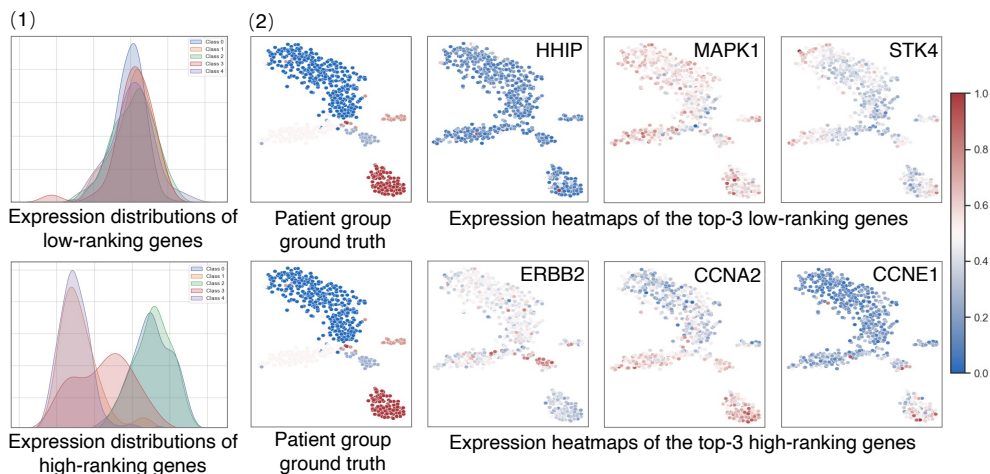 (1)
(2)
Class 0
Class 1
Class 2
Class 3
Class 4
HHIP
MAPK1
STK4
Expression distributions of
low-ranking genes
Patient group
ground truth
Expression heatmaps of the top-3 low-ranking genes
Class 0
Class 1
Class 2
Class 3
Class 4
ERBB2
CCNA2
CCNE1
Expression distributions of
high-ranking genes
Patient group
ground truth
Expression heatmaps of the top-3 high-ranking genes
1.0
0.8
0.6
0.4
0.2
0.0